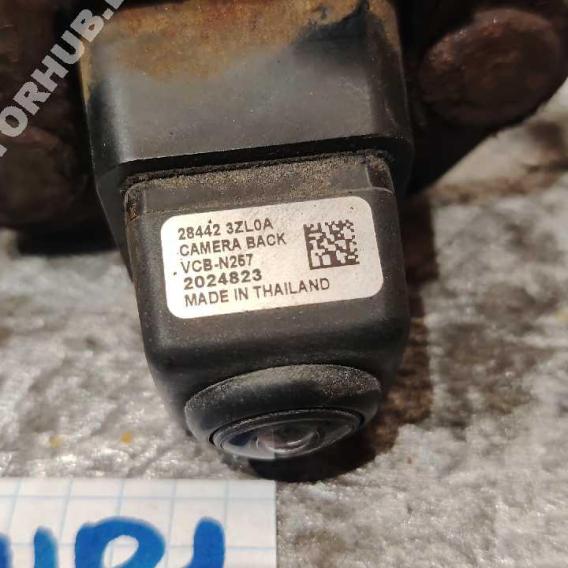 28442 3ZL0A
CAMERA BACK
VCB-N257
2024823
MADE IN THAILAND